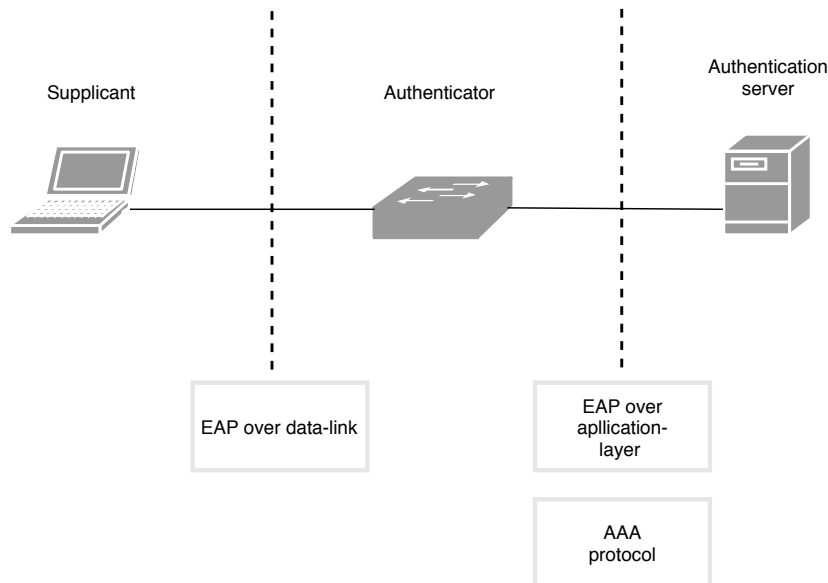 Supplicant
Authenticator
Authentication
server
EAP over data-link
EAP over
apllication-
layer
AAA
protocol